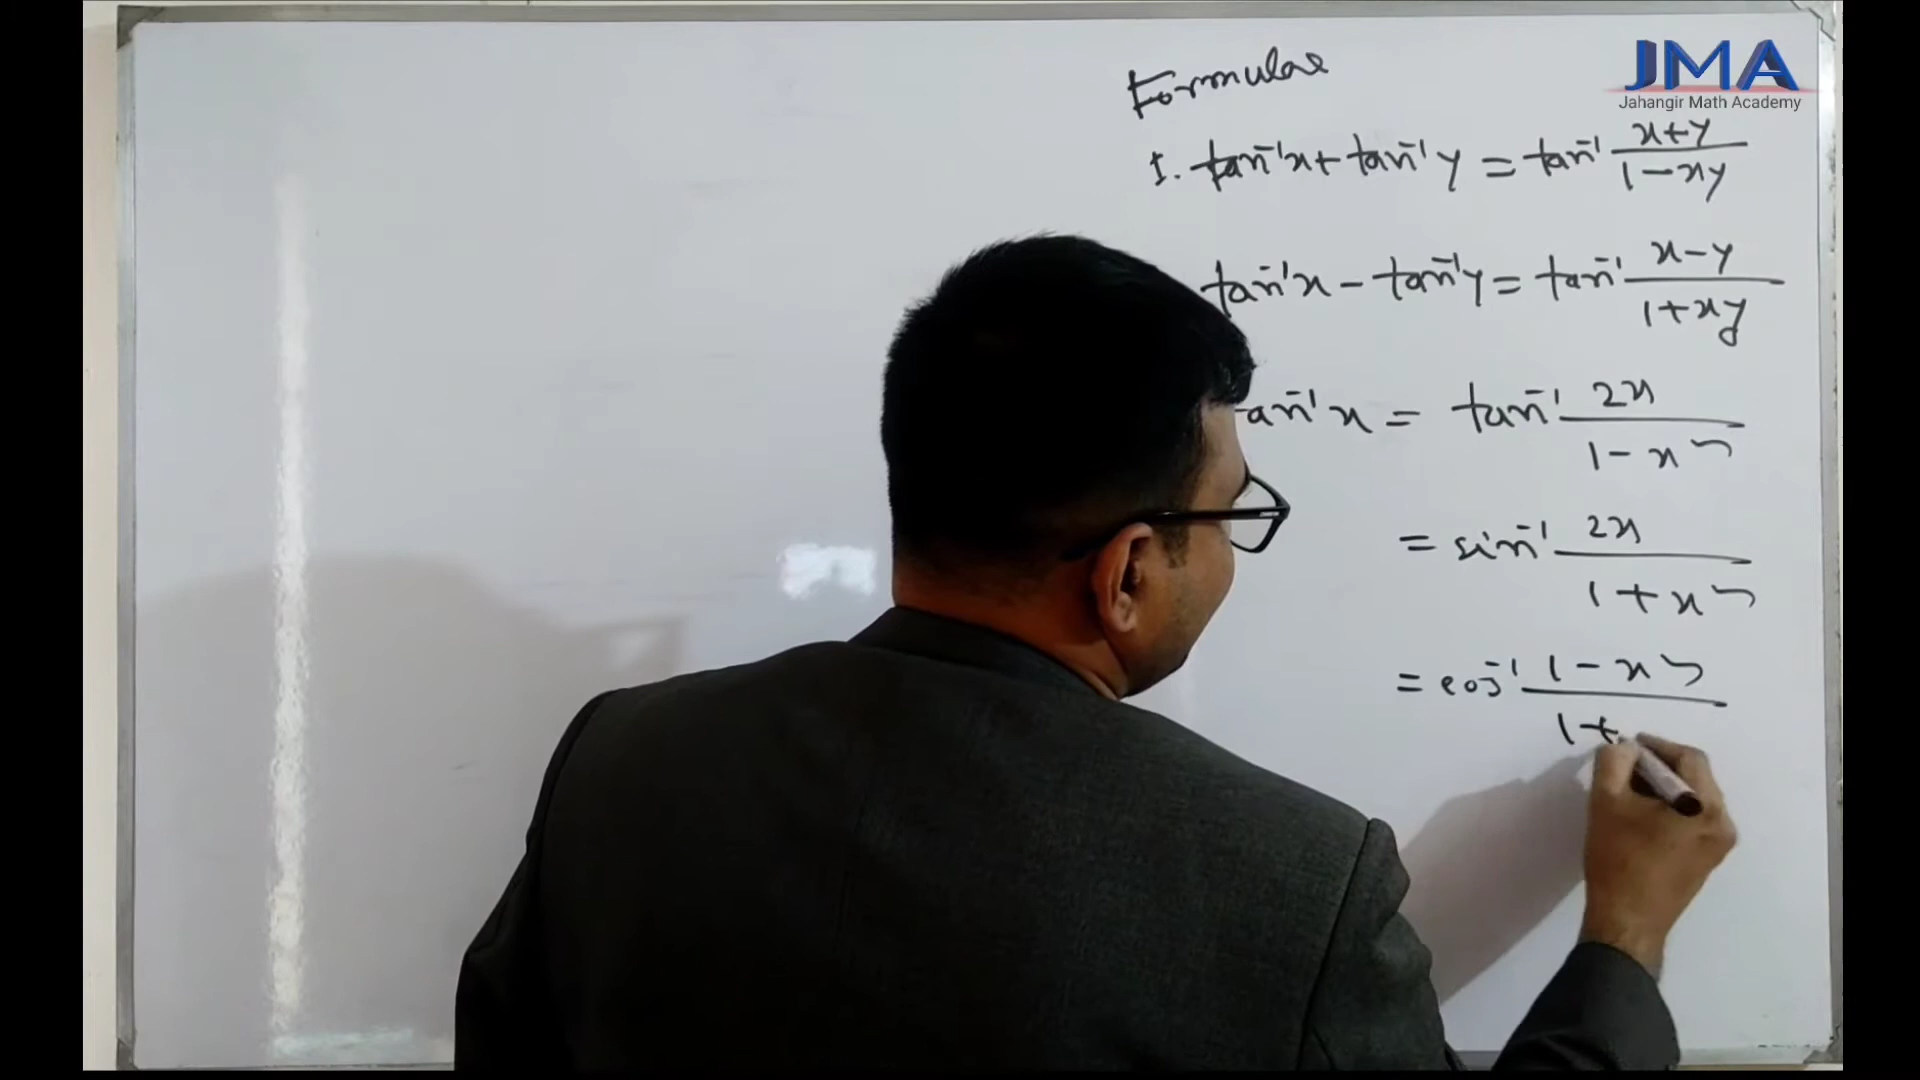 JMA
Jahangir Math Academy
Formulae
1. tan⁻¹x + tan⁻¹y = tan⁻¹ (x+y)/(1-xy)
tan⁻¹x - tan⁻¹y = tan⁻¹ (x-y)/(1+xy)
tan⁻¹x = tan⁻¹ 2x/(1-x²)
= sin⁻¹ 2x/(1+x²)
= cos⁻¹ (1-x²)/(1+